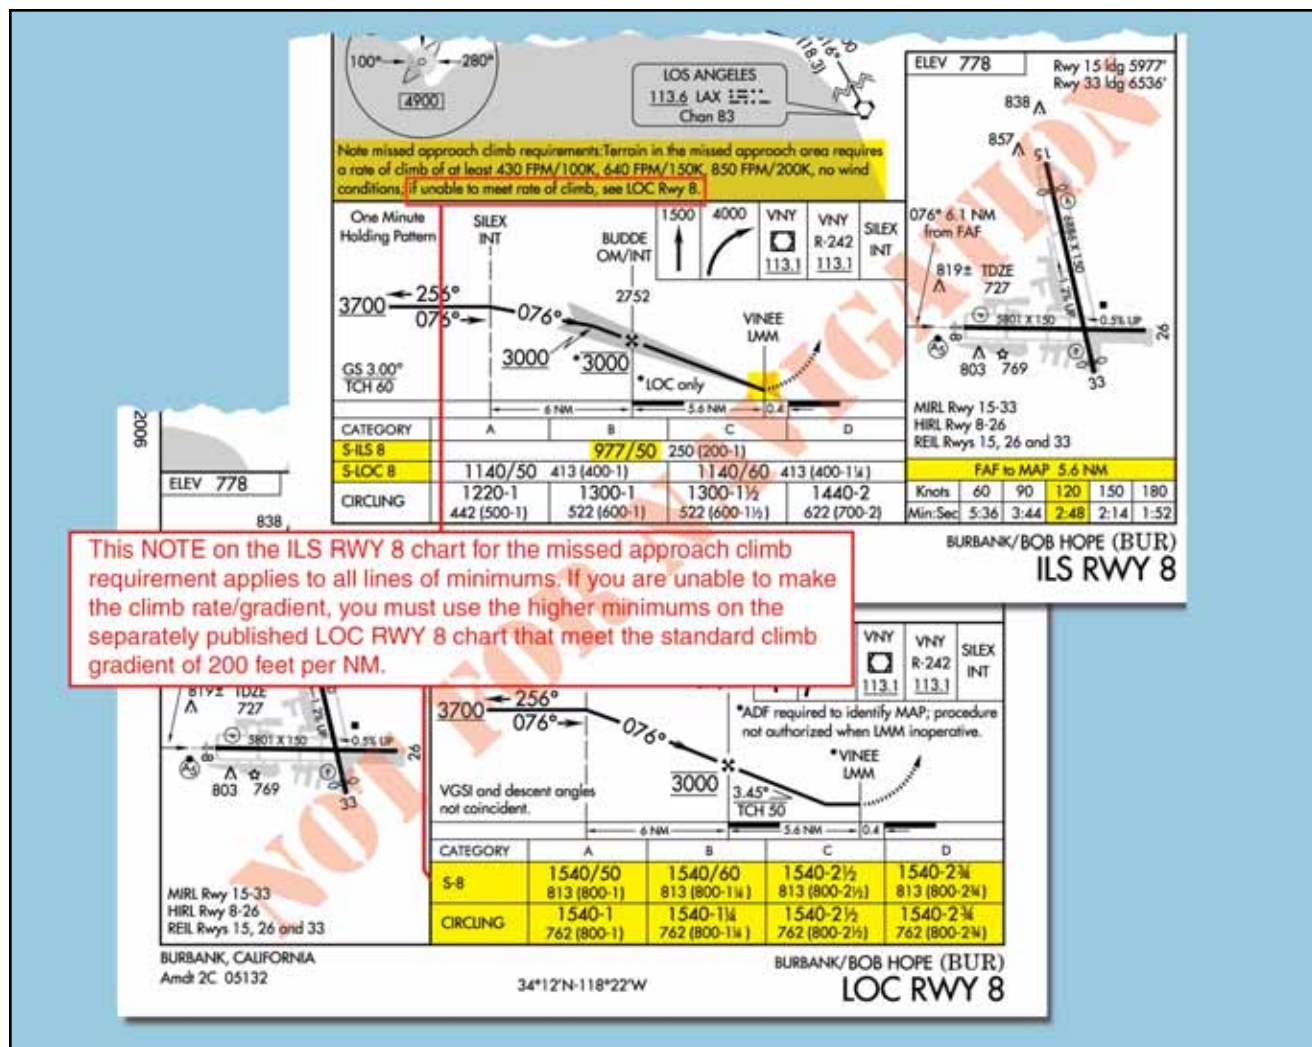 100°
280°
4900
LOS ANGELES
113.6 LAX
Chan 83
316°
(18.3)
Note missed approach climb requirements: Terrain in the missed approach area requires
a rate of climb of at least 430 FPM/100K, 640 FPM/150K, 850 FPM/200K, no wind
conditions; if unable to meet rate of climb, see LOC Rwy 8.
One Minute
Holding Pattern
SILEX
INT
BUDDE
OM/INT
1500
4000
VNY
113.1
VNY
R-242
113.1
SILEX
INT
2752
3700
256°
076°
076°
3000
*3000
VINEE
LMM
*LOC only
GS 3.00°
TCH 60
6 NM
5.6 NM
0.4
CATEGORY A B C D
S-ILS 8 977/50 250 (200-1)
S-LOC 8 1140/50 413 (400-1) 1140/60 413 (400-1¼)
CIRCLING 1220-1 1300-1 1300-1½ 1440-2
442 (500-1) 522 (600-1) 522 (600-1½) 622 (700-2)
ELEV 778
Rwy 15 ldg 5977'
Rwy 33 ldg 6536'
838
857
15
6886 X 150
076° 6.1 NM
from FAF
819± TDZE
727
1.2% UP
5801 X 150
0.5% UP
8
26
A5
803 769
33
MIRL Rwy 15-33
HIRL Rwy 8-26
REIL Rwys 15, 26 and 33
FAF to MAP 5.6 NM
Knots 60 90 120 150 180
Min:Sec 5:36 3:44 2:48 2:14 1:52
BURBANK/BOB HOPE (BUR)
ILS RWY 8
NOT FOR NAVIGATION
2006
ELEV 778
838
This NOTE on the ILS RWY 8 chart for the missed approach climb
requirement applies to all lines of minimums. If you are unable to make
the climb rate/gradient, you must use the higher minimums on the
separately published LOC RWY 8 chart that meet the standard climb
gradient of 200 feet per NM.
819± TDZE
727
1.2% UP
5801 X 150
0.5% UP
8
26
A5
803 769
33
MIRL Rwy 15-33
HIRL Rwy 8-26
REIL Rwys 15, 26 and 33
VNY
113.1
VNY
R-242
113.1
SILEX
INT
3700
256°
076°
076°
*ADF required to identify MAP; procedure
not authorized when LMM inoperative.
*VINEE
LMM
3000
3.45°
TCH 50
VGSI and descent angles
not coincident.
6 NM
5.6 NM
0.4
CATEGORY A B C D
S-8 1540/50 1540/60 1540-2½ 1540-2¾
813 (800-1) 813 (800-1¼) 813 (800-2½) 813 (800-2¾)
CIRCLING 1540-1 1540-1¼ 1540-2½ 1540-2¾
762 (800-1) 762 (800-1¼) 762 (800-2½) 762 (800-2¾)
BURBANK, CALIFORNIA
Amdt 2C 05132
34°12'N-118°22'W
BURBANK/BOB HOPE (BUR)
LOC RWY 8